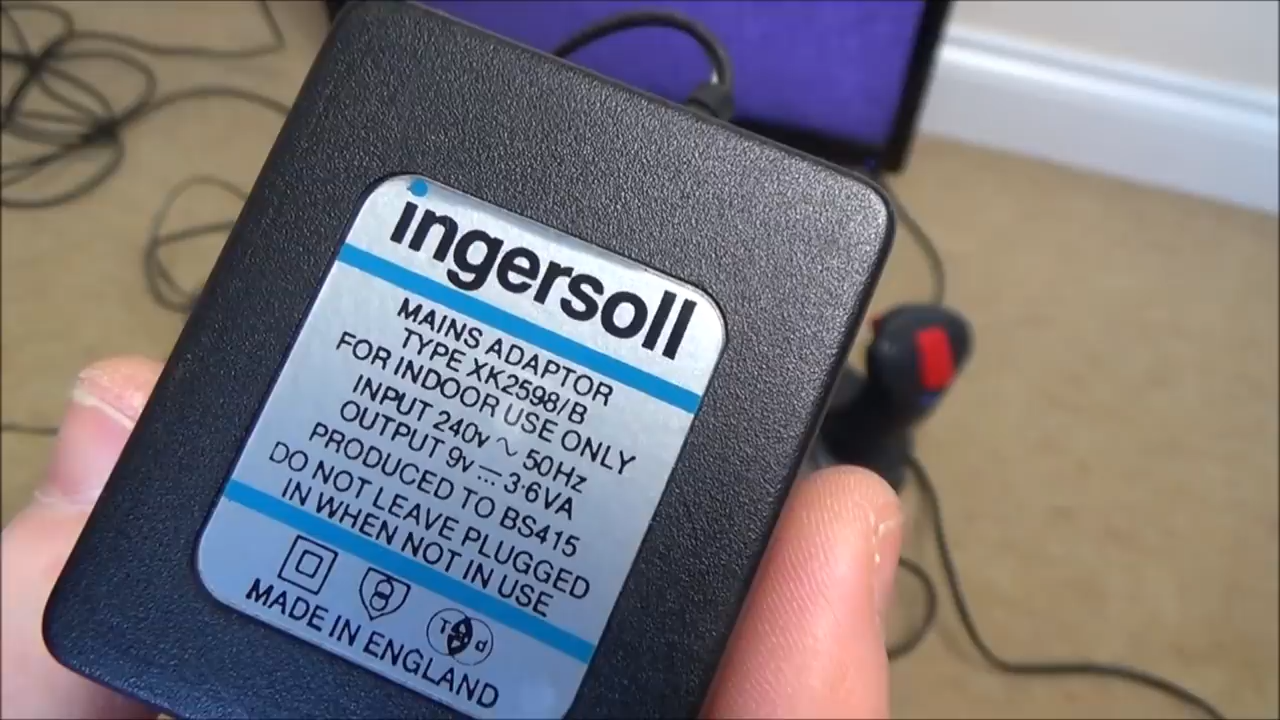 ingersoll
MAINS ADAPTOR
TYPE XK2598/B
FOR INDOOR USE ONLY
INPUT 240v ~ 50Hz
OUTPUT 9v ⎓ 3·6VA
PRODUCED TO BS415
DO NOT LEAVE PLUGGED
IN WHEN NOT IN USE
T d
MADE IN ENGLAND